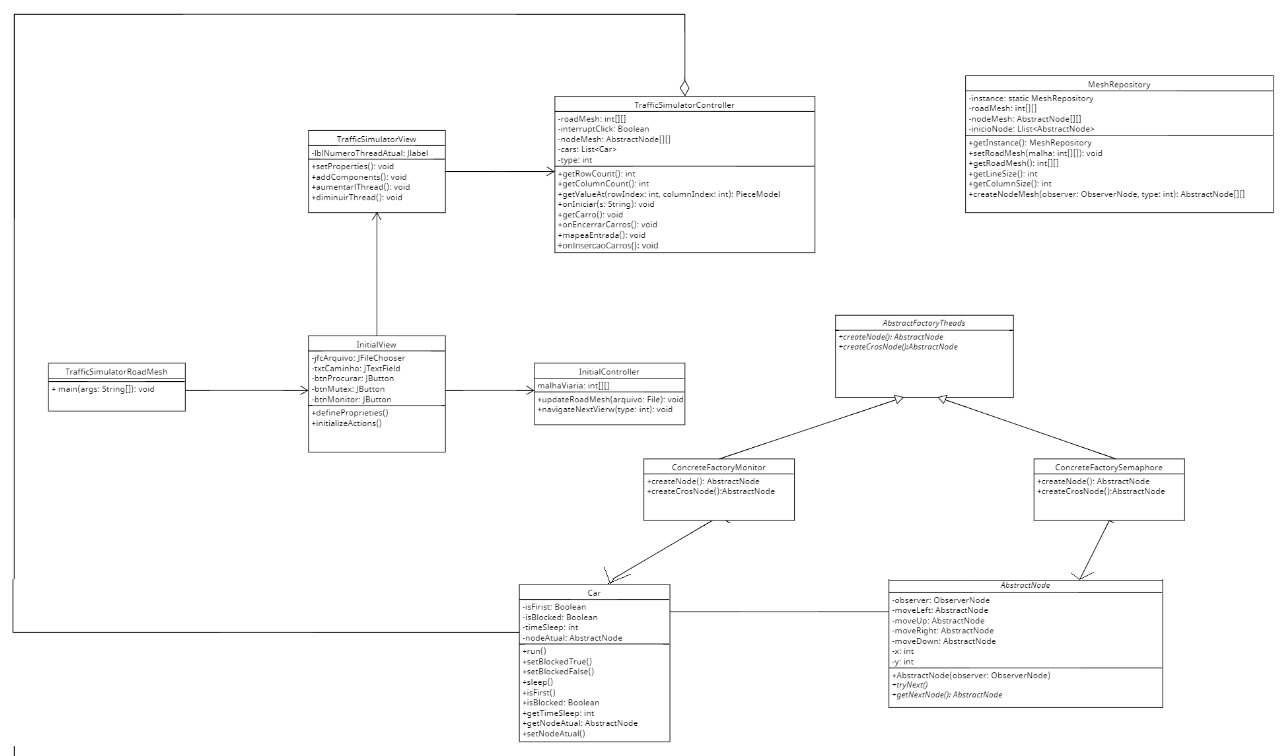 TrafficSimulatorController
-roadMesh: int[][]
-interruptClick: Boolean
-nodeMesh: AbstractNode[][]
-cars: List<Car>
-type: int
+getRowCount(): int
+getColumnCount(): int
+getValueAt(rowIndex: int, columnIndex: int): PieceModel
+onIniciar(s: String): void
+getCarro(): void
+onEncerrarCarros(): void
+mapeaEntrada(): void
+onInsercaoCarros(): void
MeshRepository
-instance: static MeshRepository
-roadMesh: int[][]
-nodeMesh: AbstractNode[][]
-inicioNode: Llist<AbstractNode>
+getInstance(): MeshRepository
+setRoadMesh(malha: int[][]): void
+getRoadMesh(): int[][]
+getLineSize(): int
+getColumnSize(): int
+createNodeMesh(observer: ObserverNode, type: int): AbstractNode[][]
TrafficSimulatorView
-lblNumeroThreadAtual: Jlabel
+setProperties(): void
+addComponents(): void
+aumentarlThread(): void
+diminuirThread(): void
AbstractFactoryTheads
+createNode(): AbstractNode
+createCrosNode():AbstractNode
InitialView
-jfcArquivo: JFileChooser
-txtCaminho: JTextField
-btnProcurar: JButton
-btnMutex: JButton
-btnMonitor: JButton
+defineProprieties()
+initializeActions()
TrafficSimulatorRoadMesh
+ main(args: String[]): void
InitialController
malhaViaria: int[][]
+updateRoadMesh(arquivo: File): void
+navigateNextVierw(type: int): void
ConcreteFactoryMonitor
+createNode(): AbstractNode
+createCrosNode():AbstractNode
ConcreteFactorySemaphore
+createNode(): AbstractNode
+createCrosNode():AbstractNode
Car
-isFirist: Boolean
-isBlocked: Boolean
-timeSleep: int
-nodeAtual: AbstractNode
+run()
+setBlockedTrue()
+setBlockedFalse()
+sleep()
+isFirst()
+isBlocked: Boolean
+getTimeSleep: int
+getNodeAtual: AbstractNode
+setNodeAtual()
AbstractNode
-observer: ObserverNode
-moveLeft: AbstractNode
-moveUp: AbstractNode
-moveRight: AbstractNode
-moveDown: AbstractNode
-x: int
-y: int
+AbstractNode(observer: ObserverNode)
+tryNext()
+getNextNode(): AbstractNode